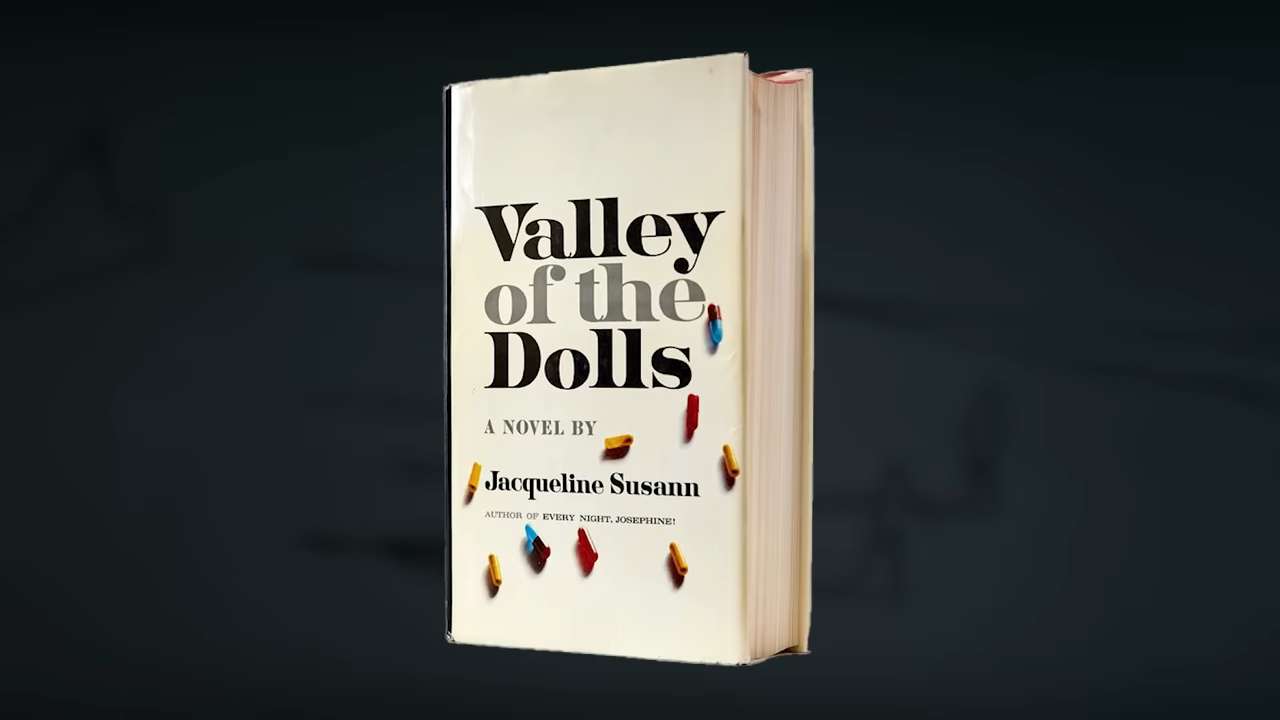 Valley
of the
Dolls
A NOVEL BY
Jacqueline Susann
AUTHOR OF EVERY NIGHT, JOSEPHINE!